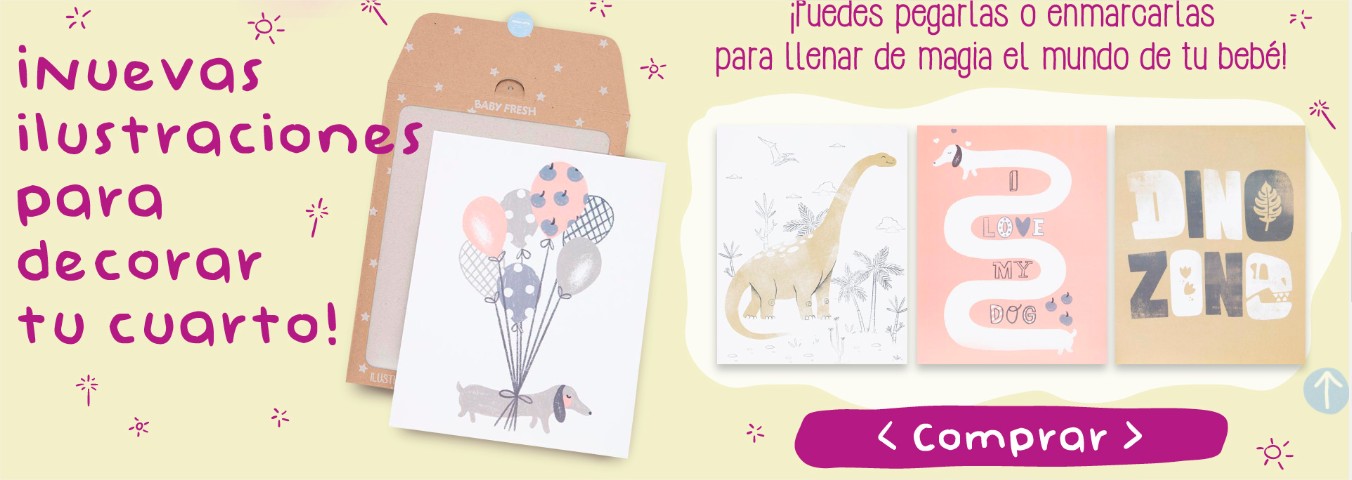 ¡Nuevas
ilustraciones
para
decorar
tu cuarto!
BABY FRESH
¡Puedes pegarlas o enmarcarlas
para llenar de magia el mundo de tu bebé!
I
LOVE
MY
DOG
DINO
ZONE
< Comprar >